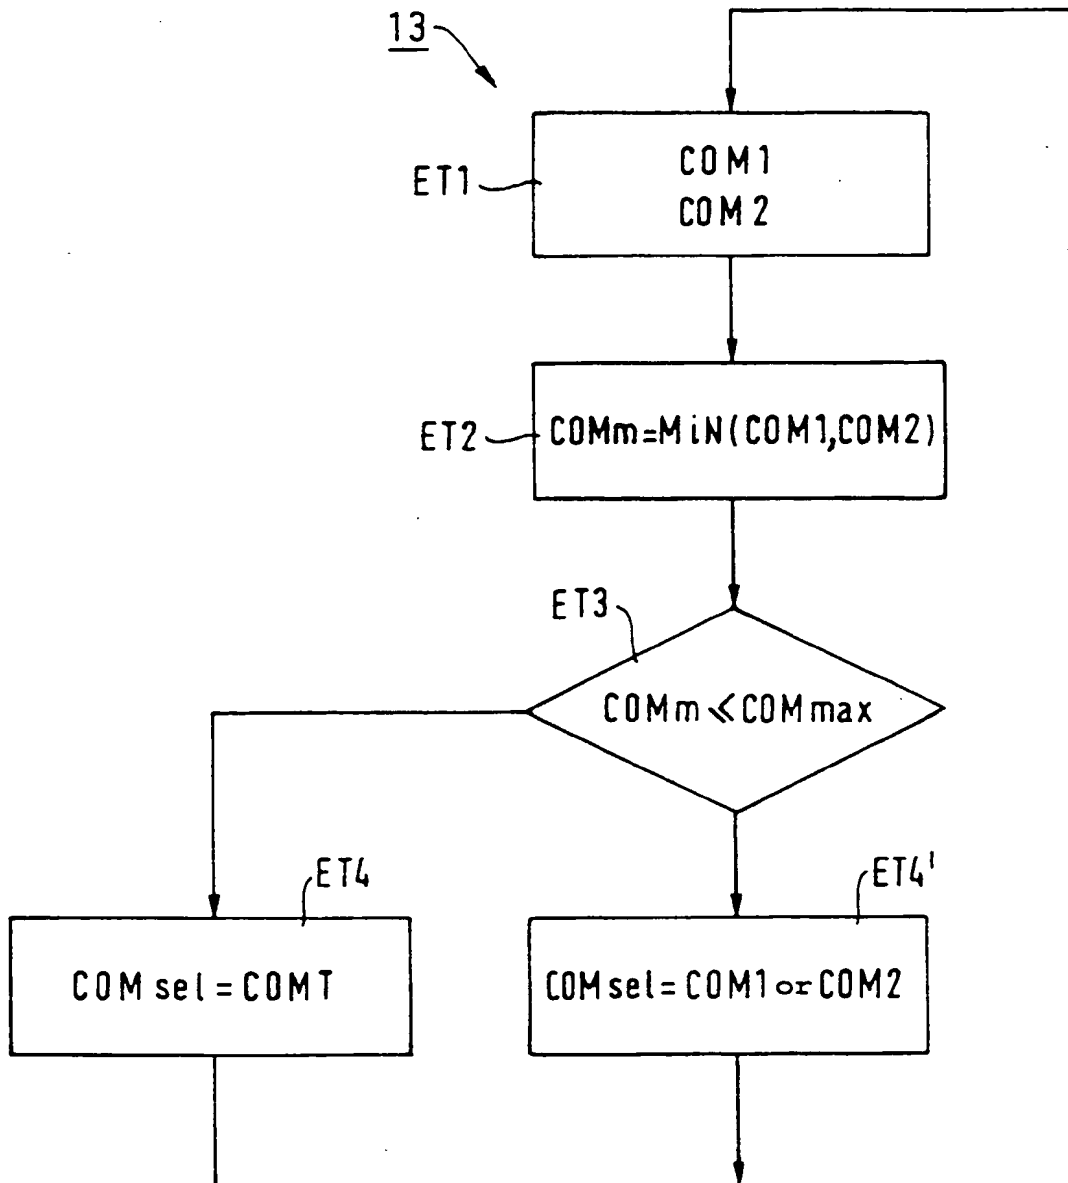 13
ET1
COM1
COM2
ET2
COMm=MiN(COM1,COM2)
ET3
COMm ⩽ COMmax
ET4
ET4'
COMsel = COMT
COMsel = COM1 or COM2